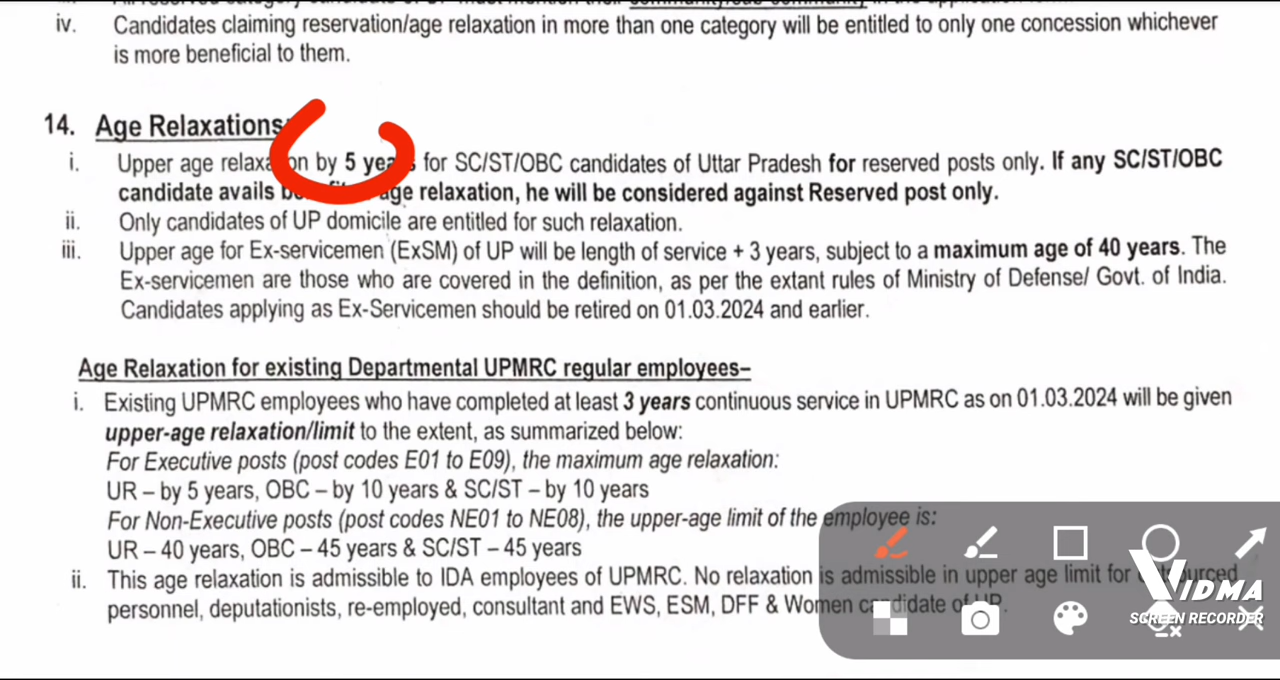 iv. Candidates claiming reservation/age relaxation in more than one category will be entitled to only one concession whichever
is more beneficial to them.
14. Age Relaxations:
i. Upper age relaxation by 5 years for SC/ST/OBC candidates of Uttar Pradesh for reserved posts only. If any SC/ST/OBC
candidate avails age relaxation, he will be considered against Reserved post only.
ii. Only candidates of UP domicile are entitled for such relaxation.
iii. Upper age for Ex-servicemen (ExSM) of UP will be length of service + 3 years, subject to a maximum age of 40 years. The
Ex-servicemen are those who are covered in the definition, as per the extant rules of Ministry of Defense/ Govt. of India.
Candidates applying as Ex-Servicemen should be retired on 01.03.2024 and earlier.
Age Relaxation for existing Departmental UPMRC regular employees–
i. Existing UPMRC employees who have completed at least 3 years continuous service in UPMRC as on 01.03.2024 will be given
upper-age relaxation/limit to the extent, as summarized below:
For Executive posts (post codes E01 to E09), the maximum age relaxation:
UR – by 5 years, OBC – by 10 years & SC/ST – by 10 years
For Non-Executive posts (post codes NE01 to NE08), the upper-age limit of the employee is:
UR – 40 years, OBC – 45 years & SC/ST – 45 years
ii. This age relaxation is admissible to IDA employees of UPMRC. No relaxation is admissible in upper age limit for outsourced
personnel, deputationists, re-employed, consultant and EWS, ESM, DFF & Women candidate of UP.
VIDMA
SCREEN RECORDER